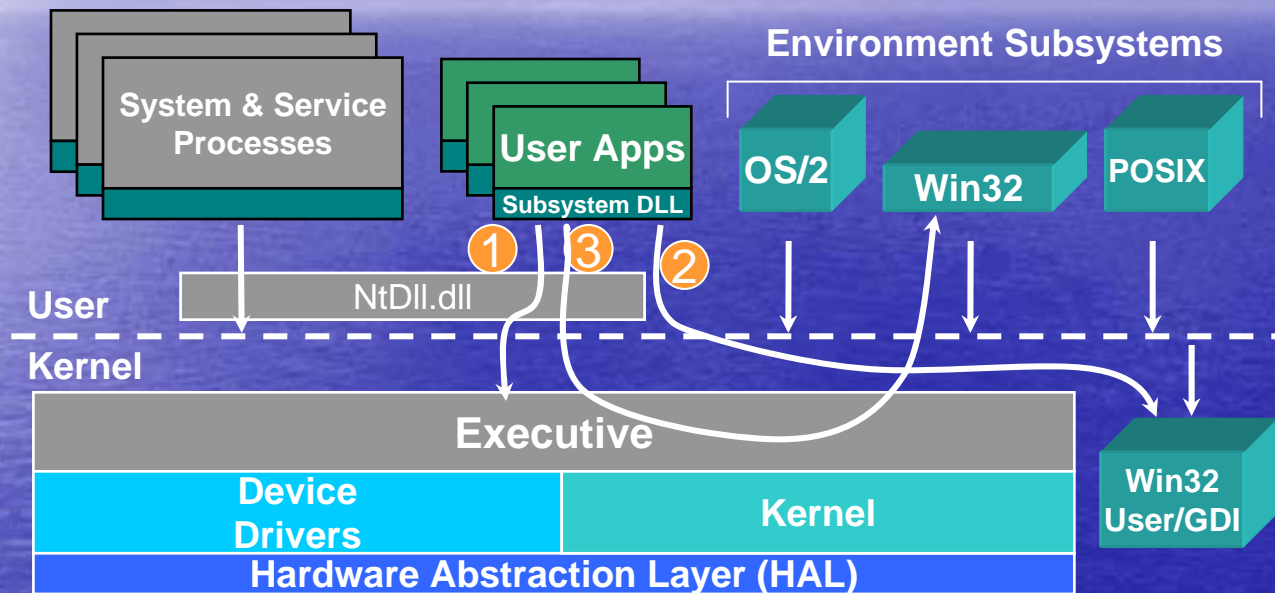 Environment Subsystems
System & Service
Processes
User Apps
Subsystem DLL
OS/2
Win32
POSIX
1
3
2
NtDll.dll
User
Kernel
Executive
Device
Drivers
Kernel
Win32
User/GDI
Hardware Abstraction Layer (HAL)